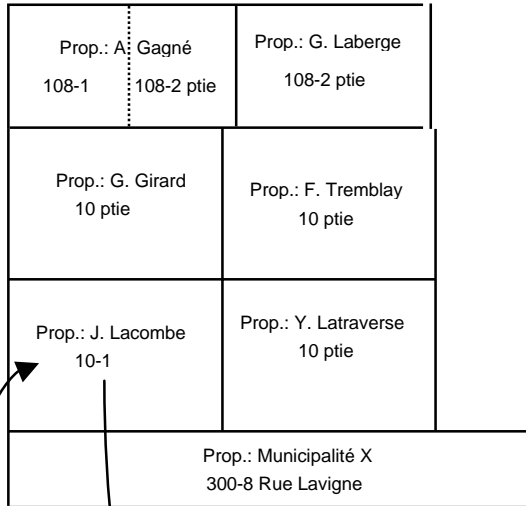 Prop.: A. Gagné
108-1 108-2 ptie
Prop.: G. Laberge
108-2 ptie
Prop.: G. Girard
10 ptie
Prop.: F. Tremblay
10 ptie
Prop.: J. Lacombe
10-1
Prop.: Y. Latraverse
10 ptie
Prop.: Municipalité X
300-8 Rue Lavigne